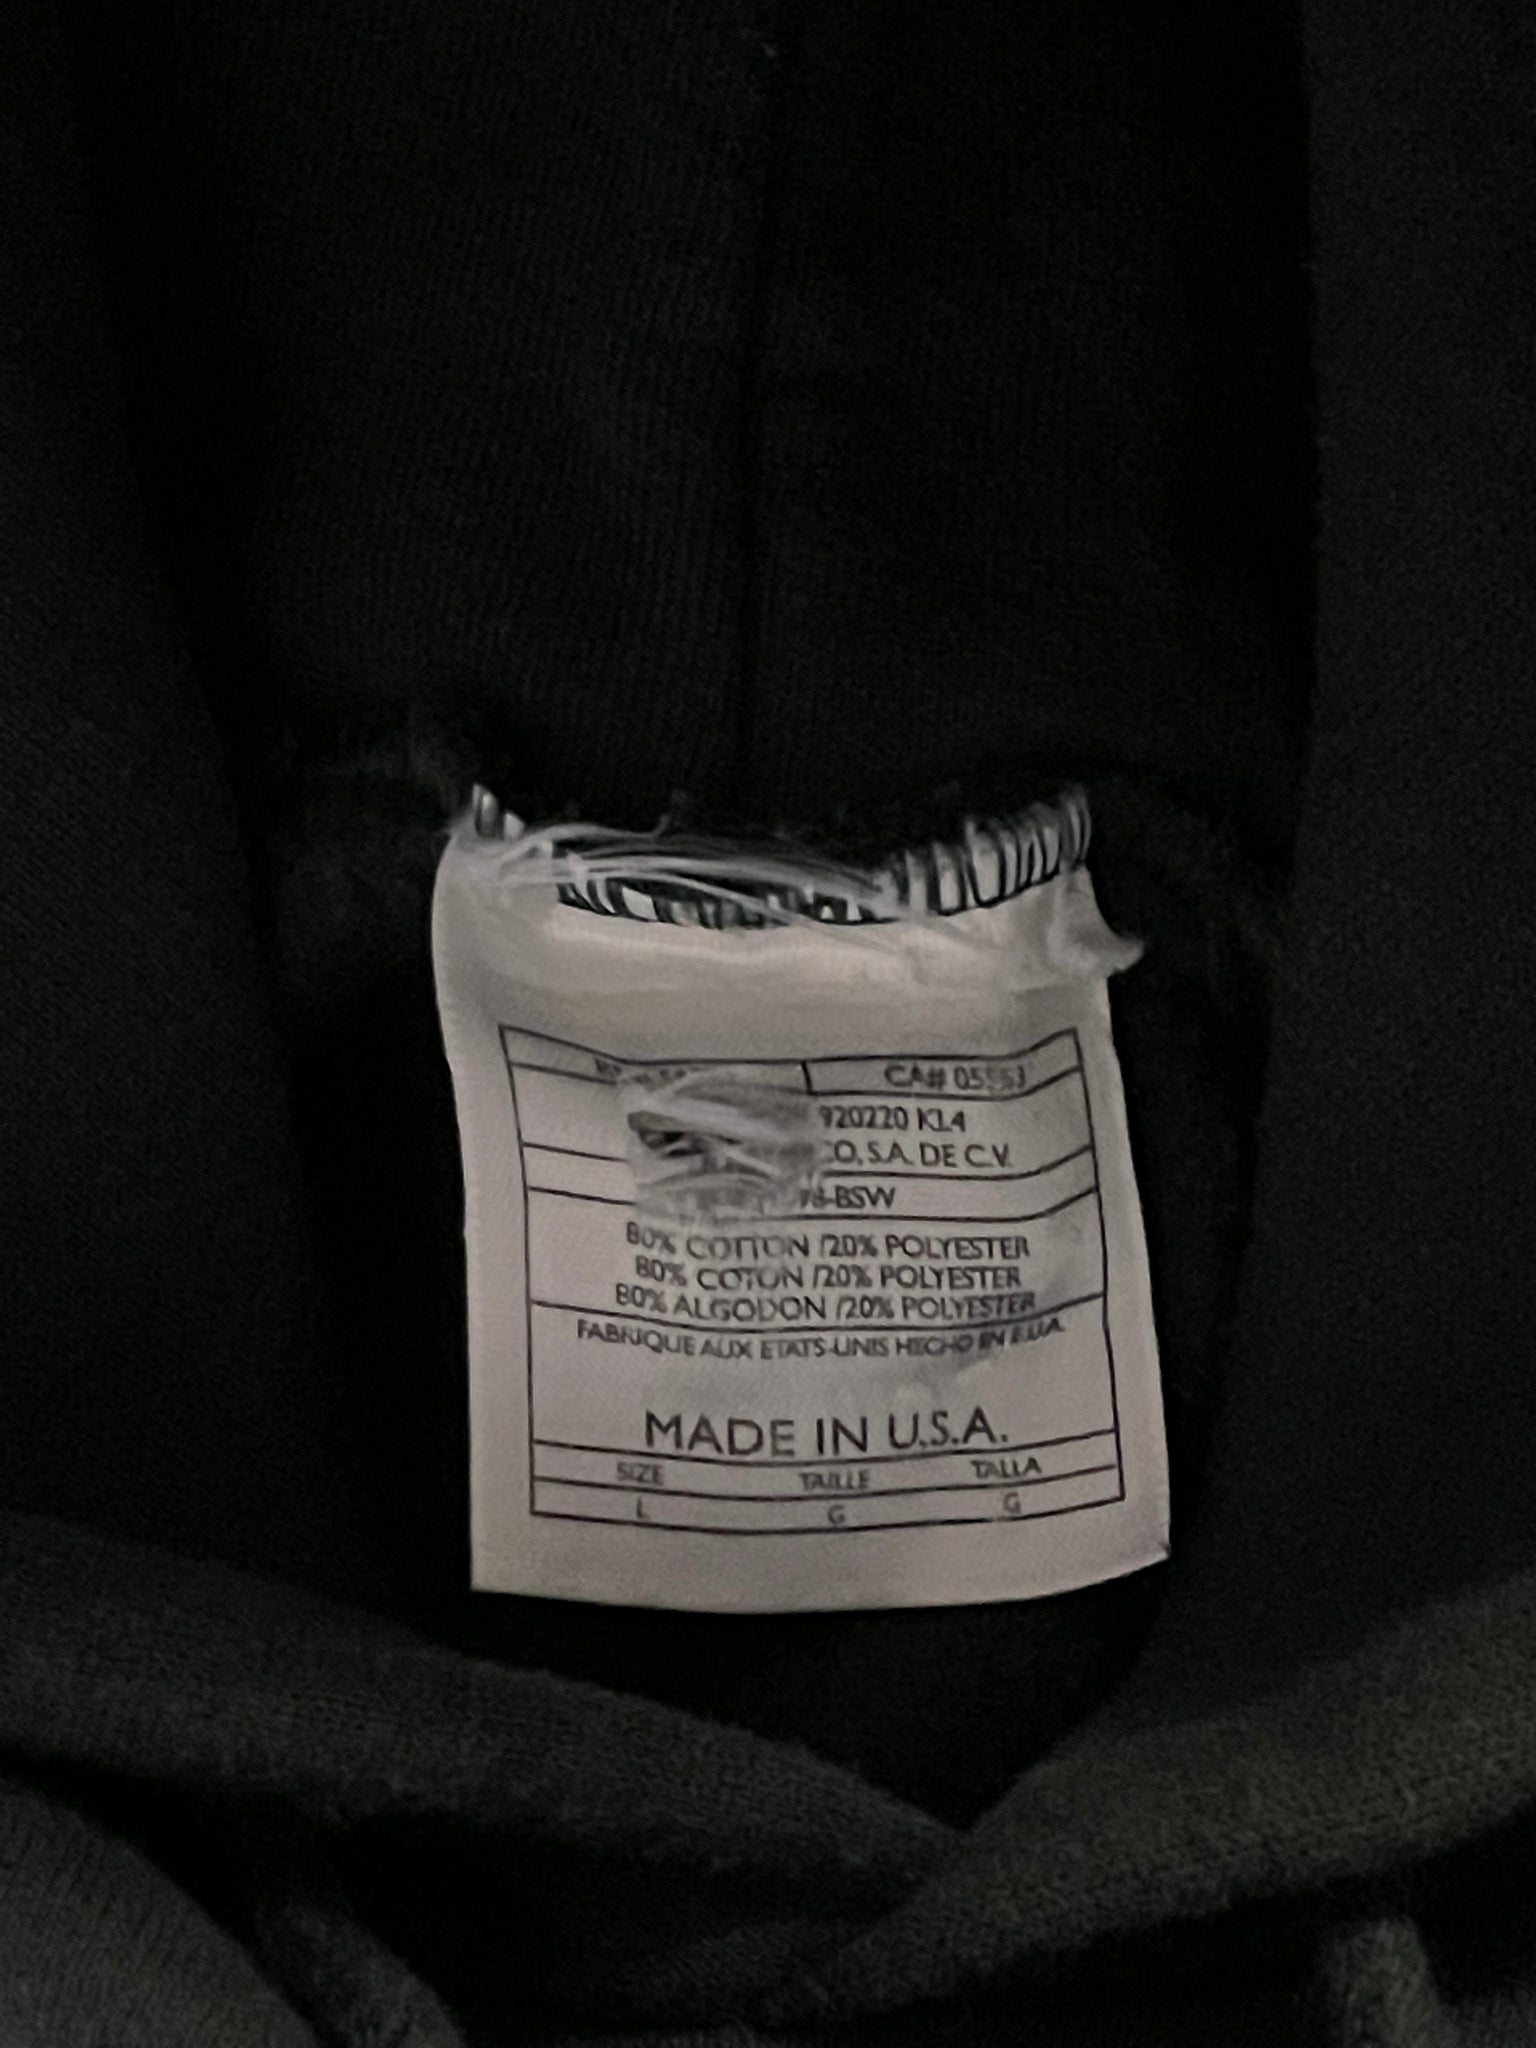 CA# 05553
920220 KL4
CO, S.A. DE C.V.
-BSW
80% COTTON /20% POLYESTER
80% COTON /20% POLYESTER
80% ALGODON /20% POLYESTER
FABRIQUE AUX ETATS-UNIS HECHO EN E.U.A.
MADE IN U.S.A.
SIZE TAILLE TALLA
L G G